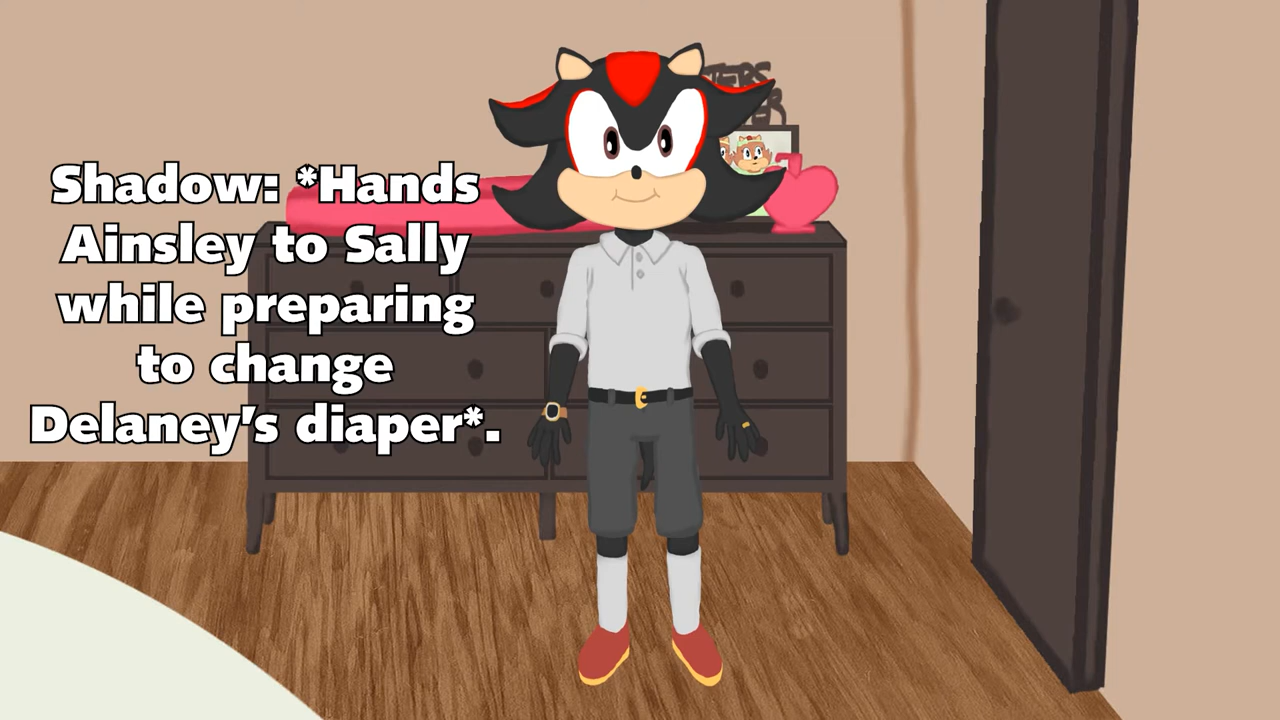 Shadow: *Hands
Ainsley to Sally
while preparing
to change
Delaney's diaper*.